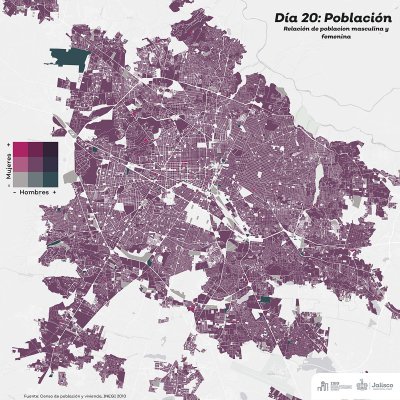 Día 20: Población
Relación de poblacion masculina y
femenina
Mujeres
+
-
- Hombres +
Fuente: Censo de población y vivienda, INEGI 2010
Jalisco